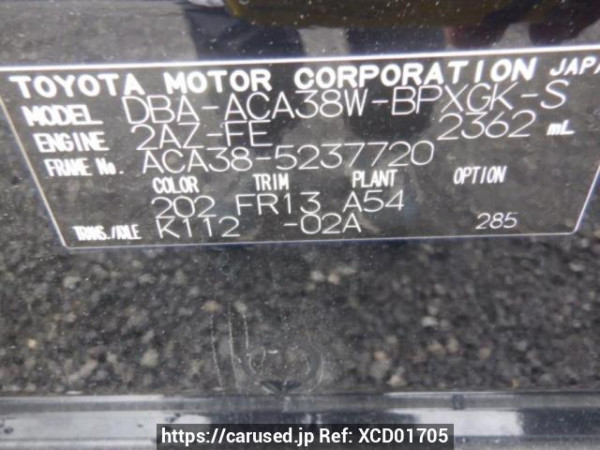 TOYOTA MOTOR CORPORATION JAPA
MODEL DBA-ACA38W-BPXGK-S
ENGINE 2AZ-FE 2362 mL
FRAME No. ACA38-5237720
COLOR TRIM PLANT OPTION
202 FR13 A54
TRANS./AXLE K112 -02A 285
https://carused.jp Ref: XCD01705